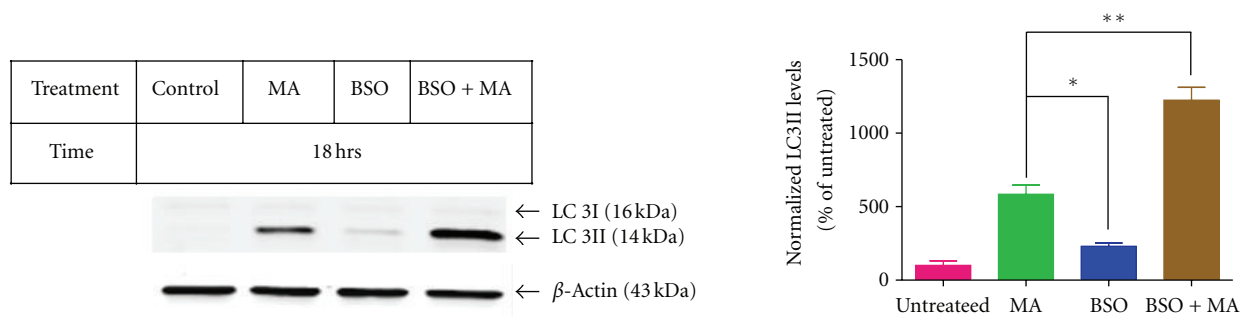 Treatment Control MA BSO BSO + MA
Time 18 hrs
← LC 3I (16 kDa)
← LC 3II (14 kDa)
← β-Actin (43 kDa)
** 
*
Normalized LC3II levels
(% of untreated)
1500
1000
500
0
Untreateed MA BSO BSO + MA